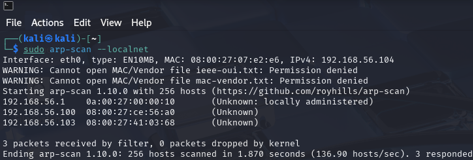 File Actions Edit View Help
(kali㉿kali)-[~]
$ sudo arp-scan --localnet
Interface: eth0, type: EN10MB, MAC: 08:00:27:07:e2:e6, IPv4: 192.168.56.104
WARNING: Cannot open MAC/Vendor file ieee-oui.txt: Permission denied
WARNING: Cannot open MAC/Vendor file mac-vendor.txt: Permission denied
Starting arp-scan 1.10.0 with 256 hosts (https://github.com/royhills/arp-scan)
192.168.56.1 0a:00:27:00:00:10 (Unknown: locally administered)
192.168.56.100 08:00:27:ce:56:a0 (Unknown)
192.168.56.103 08:00:27:41:03:68 (Unknown)
3 packets received by filter, 0 packets dropped by kernel
Ending arp-scan 1.10.0: 256 hosts scanned in 1.870 seconds (136.90 hosts/sec). 3 responded